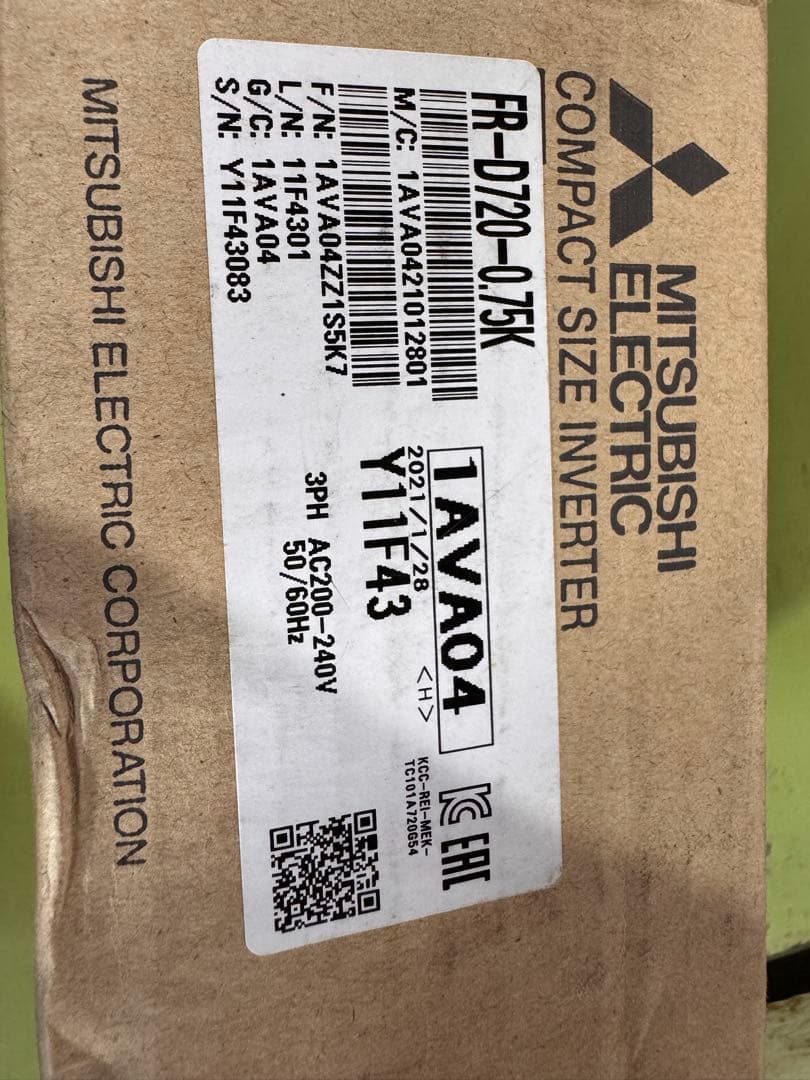 MITSUBISHI
ELECTRIC
COMPACT SIZE INVERTER
FR-D720-0.75K
M/C: 1AVA0421012801
F/N: 1AVA04ZZ1S5K7
L/N: 11F4301
G/C: 1AVA04
S/N: Y11F43083
1AVA04
2021/1/28 <H>
Y11F43
3PH AC200-240V
50/60Hz
EAC
KCC-REI-MEK-
TC101A720G54
MITSUBISHI ELECTRIC CORPORATION